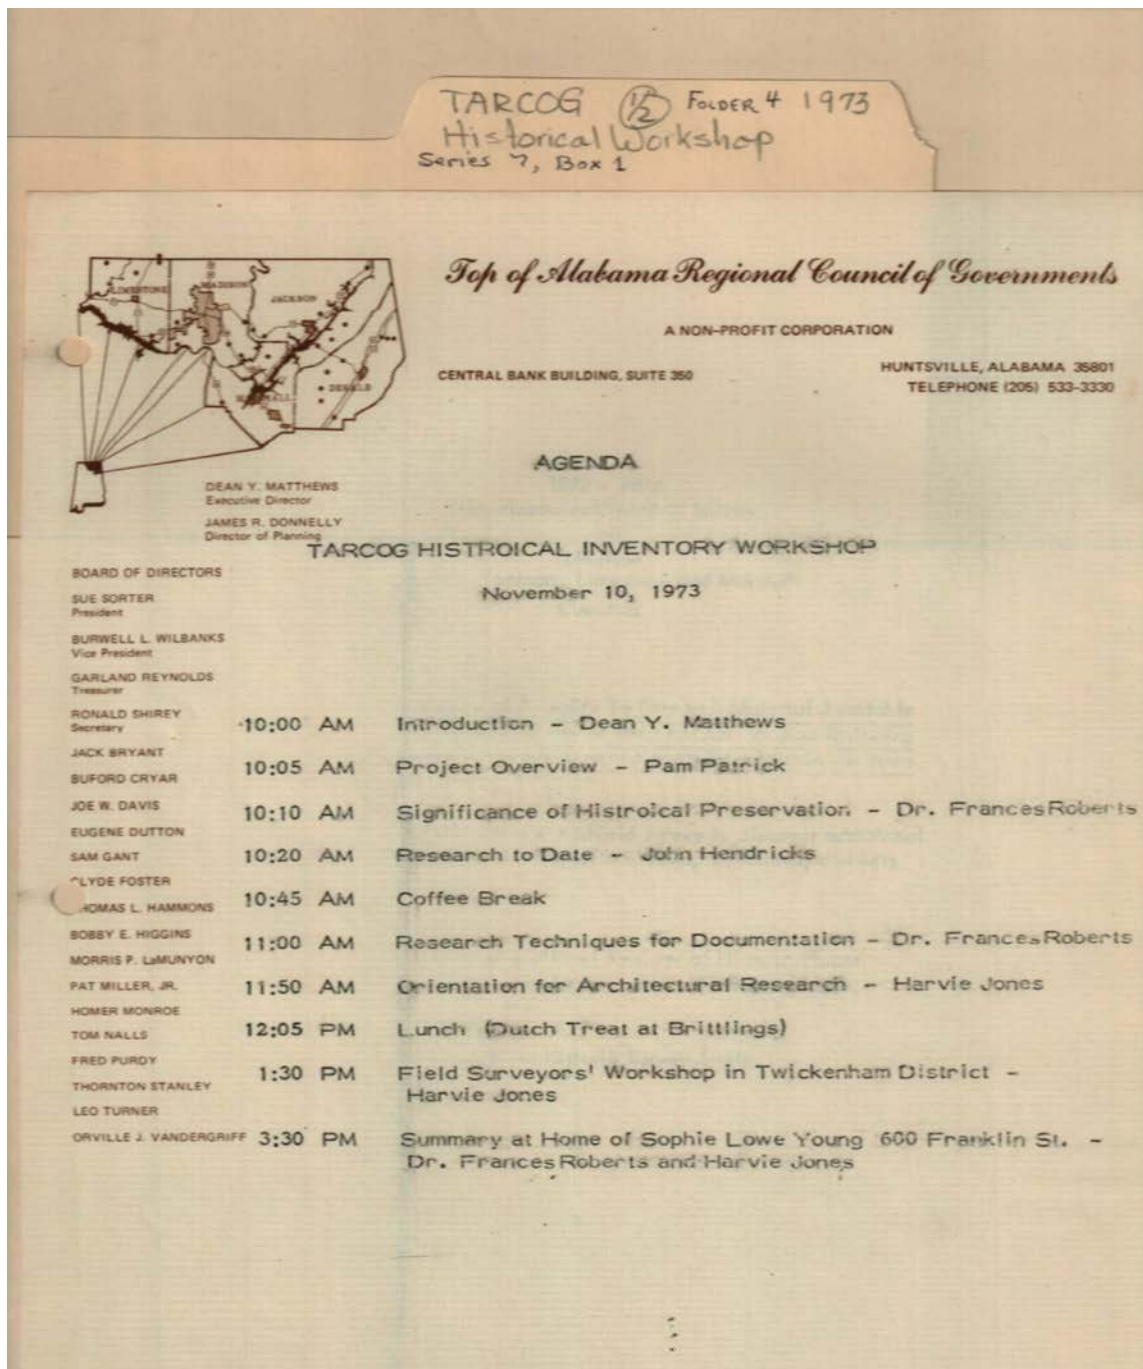 TARCOG 1/2 FOLDER 4 1973
Historical Workshop
Series 7, Box 1
LIMESTONE
MADISON
JACKSON
DEKALB
Top of Alabama Regional Council of Governments
A NON-PROFIT CORPORATION
CENTRAL BANK BUILDING, SUITE 350
HUNTSVILLE, ALABAMA 35801
TELEPHONE (205) 533-3330
AGENDA
DEAN Y. MATTHEWS
Executive Director
JAMES R. DONNELLY
Director of Planning
TARCOG HISTROICAL INVENTORY WORKSHOP
November 10, 1973
BOARD OF DIRECTORS
SUE SORTER
President
BURWELL L. WILBANKS
Vice President
GARLAND REYNOLDS
Treasurer
RONALD SHIREY
Secretary
JACK BRYANT
BUFORD CRYAR
JOE W. DAVIS
EUGENE DUTTON
SAM GANT
CLYDE FOSTER
THOMAS L. HAMMONS
BOBBY E. HIGGINS
MORRIS P. LaMUNYON
PAT MILLER, JR.
HOMER MONROE
TOM NALLS
FRED PURDY
THORNTON STANLEY
LEO TURNER
ORVILLE J. VANDERGRIFF
10:00 AM Introduction - Dean Y. Matthews
10:05 AM Project Overview - Pam Patrick
10:10 AM Significance of Histroical Preservation - Dr. Frances Roberts
10:20 AM Research to Date - John Hendricks
10:45 AM Coffee Break
11:00 AM Research Techniques for Documentation - Dr. Frances Roberts
11:50 AM Orientation for Architectural Research - Harvie Jones
12:05 PM Lunch (Dutch Treat at Brittlings)
1:30 PM Field Surveyors' Workshop in Twickenham District -
Harvie Jones
3:30 PM Summary at Home of Sophie Lowe Young 600 Franklin St. -
Dr. Frances Roberts and Harvie Jones